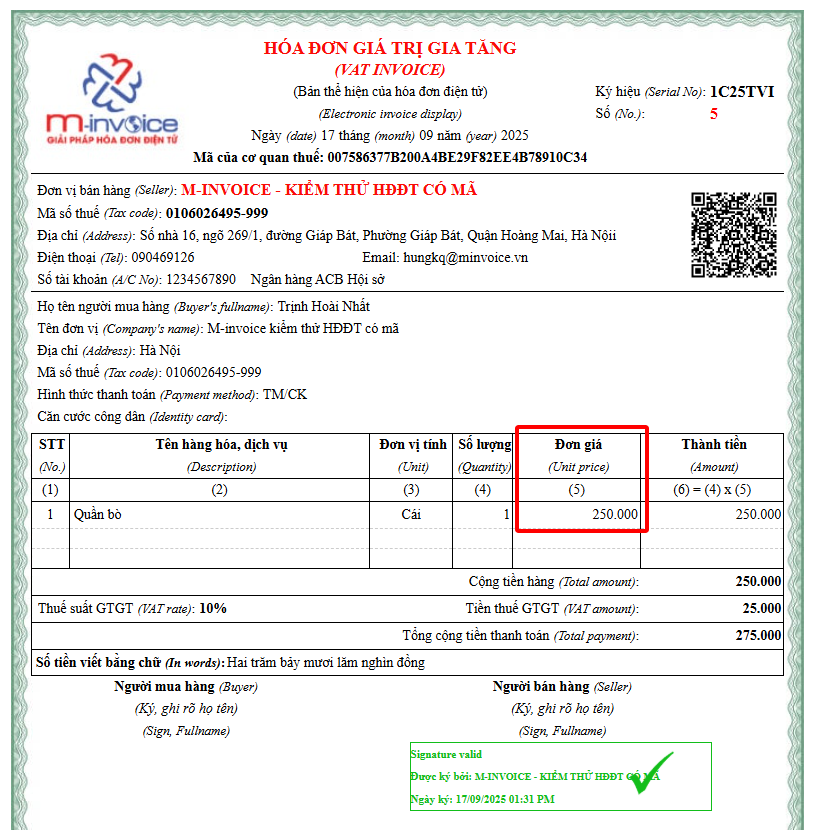 HÓA ĐƠN GIÁ TRỊ GIA TĂNG
(VAT INVOICE)
(Bản thể hiện của hóa đơn điện tử)
(Electronic invoice display)
Ngày (date) 17 tháng (month) 09 năm (year) 2025
Mã của cơ quan thuế: 007586377B200A4BE29F82EE4B78910C34
Ký hiệu (Serial No): 1C25TVI
Số (No.): 5
M-invoice
GIẢI PHÁP HÓA ĐƠN ĐIỆN TỬ
Đơn vị bán hàng (Seller): M-INVOICE - KIỂM THỬ HĐĐT CÓ MÃ
Mã số thuế (Tax code): 0106026495-999
Địa chỉ (Address): Số nhà 16, ngõ 269/1, đường Giáp Bát, Phường Giáp Bát, Quận Hoàng Mai, Hà Nộii
Điện thoại (Tel): 090469126 Email: hungkq@minvoice.vn
Số tài khoản (A/C No): 1234567890 Ngân hàng ACB Hội sở
Họ tên người mua hàng (Buyer's fullname): Trịnh Hoài Nhất
Tên đơn vị (Company's name): M-invoice kiểm thử HĐĐT có mã
Địa chỉ (Address): Hà Nội
Mã số thuế (Tax code): 0106026495-999
Hình thức thanh toán (Payment method): TM/CK
Căn cước công dân (Identity card):
STT Tên hàng hóa, dịch vụ Đơn vị tính Số lượng Đơn giá Thành tiền
(No.) (Description) (Unit) (Quantity) (Unit price) (Amount)
(1) (2) (3) (4) (5) (6) = (4) x (5)
1 Quần bò Cái 1 250.000 250.000
Cộng tiền hàng (Total amount): 250.000
Thuế suất GTGT (VAT rate): 10% Tiền thuế GTGT (VAT amount): 25.000
Tổng cộng tiền thanh toán (Total payment): 275.000
Số tiền viết bằng chữ (In words): Hai trăm bảy mươi lăm nghìn đồng
Người mua hàng (Buyer) Người bán hàng (Seller)
(Ký, ghi rõ họ tên) (Ký, ghi rõ họ tên)
(Sign, Fullname) (Sign, Fullname)
Signature valid
Được ký bởi: M-INVOICE - KIỂM THỬ HĐĐT CÓ MÃ
Ngày ký: 17/09/2025 01:31 PM